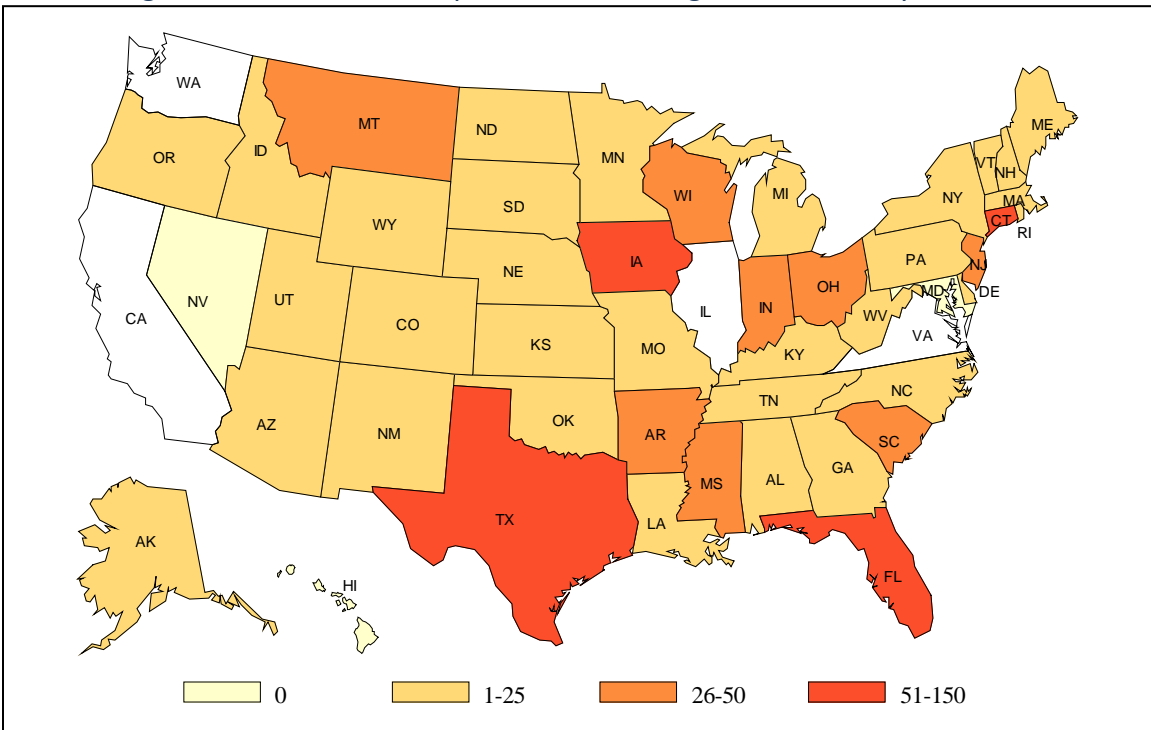 WA
MT
ND
MN
ME
OR
ID
VT
NH
WI
MI
NY
MA
SD
WY
CT
RI
IA
PA
NJ
NE
NV
UT
OH
MD
DE
IN
IL
WV
CA
CO
VA
KS
MO
KY
NC
TN
AZ
NM
OK
AR
SC
GA
AL
MS
TX
LA
AK
FL
HI
0
1-25
26-50
51-150